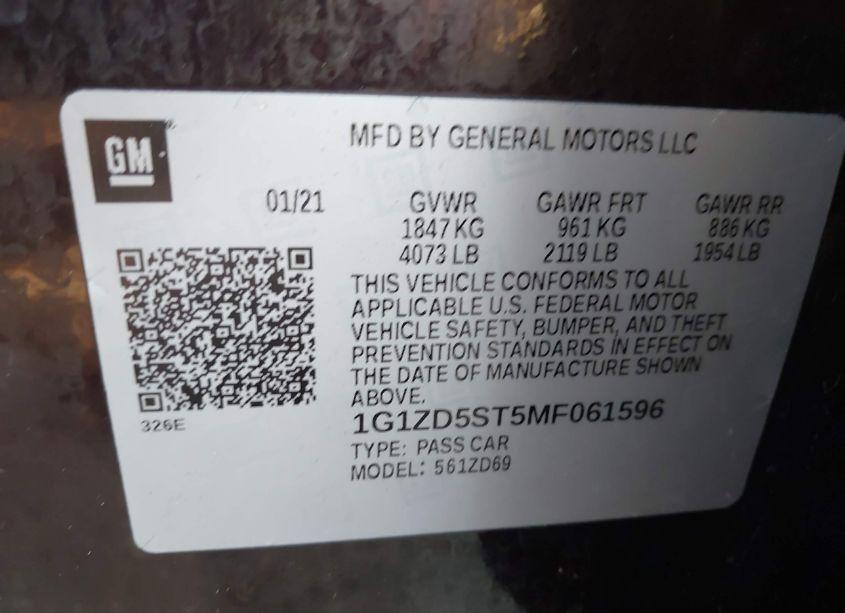 GM
MFD BY GENERAL MOTORS LLC
01/21 GVWR GAWR FRT GAWR RR
1847 KG 961 KG 886 KG
4073 LB 2119 LB 1954 LB
THIS VEHICLE CONFORMS TO ALL
APPLICABLE U.S. FEDERAL MOTOR
VEHICLE SAFETY, BUMPER, AND THEFT
PREVENTION STANDARDS IN EFFECT ON
THE DATE OF MANUFACTURE SHOWN
ABOVE.
326E
1G1ZD5ST5MF061596
TYPE: PASS CAR
MODEL: 561ZD69